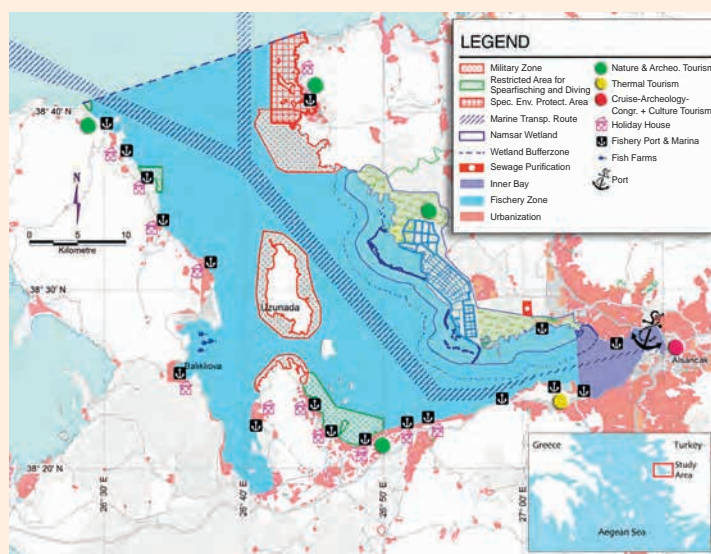 LEGEND
Military Zone
Restricted Area for
Spearfisching and Diving
Spec. Env. Protect. Area
Marine Transp. Route
Namsar Wetland
Wetland Bufferzone
Sewage Purification
Inner Bay
Fischery Zone
Urbanization
Nature & Archeo. Tourism
Thermal Tourism
Cruise-Archeology-
Congr. + Culture Tourism
Holiday House
Fishery Port & Marina
Fish Farms
Port
38° 40' N
N
0 5 10
Kilometre
38° 30' N
Uzunada
Balıklıova
Alsancak
38° 20' N
26° 30' E
26° 40' E
26° 50' E
27° 00' E
Greece
Turkey
Study
Area
Aegean Sea